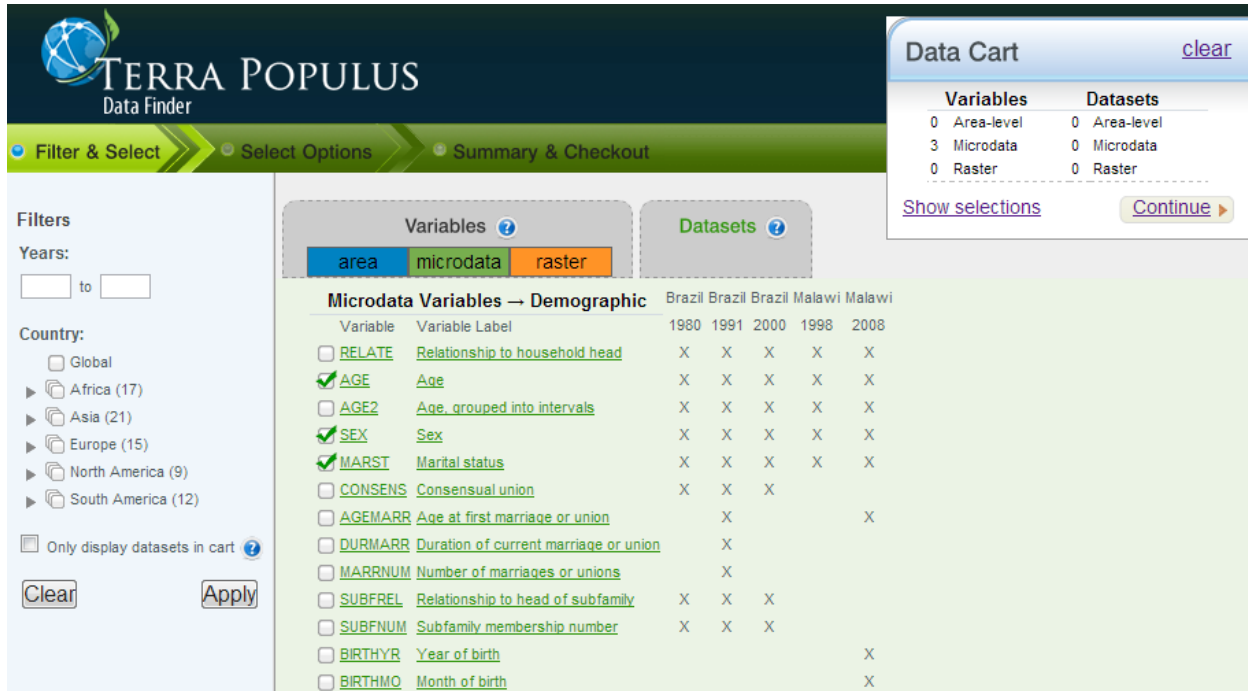 TERRA POPULUS
Data Finder
Data Cart clear
Variables Datasets
0 Area-level 0 Area-level
3 Microdata 0 Microdata
0 Raster 0 Raster
Show selections Continue
Filter & Select Select Options Summary & Checkout
Filters
Years:
to
Country:
Global
Africa (17)
Asia (21)
Europe (15)
North America (9)
South America (12)
Only display datasets in cart ?
Clear Apply
Variables ? Datasets ?
area microdata raster
Microdata Variables → Demographic Brazil Brazil Brazil Malawi Malawi
Variable Variable Label 1980 1991 2000 1998 2008
RELATE Relationship to household head X X X X X
AGE Age X X X X X
AGE2 Age, grouped into intervals X X X X X
SEX Sex X X X X X
MARST Marital status X X X X X
CONSENS Consensual union X X X
AGEMARR Age at first marriage or union X X
DURMARR Duration of current marriage or union X
MARRNUM Number of marriages or unions X
SUBFREL Relationship to head of subfamily X X X
SUBFNUM Subfamily membership number X X X
BIRTHYR Year of birth X
BIRTHMO Month of birth X